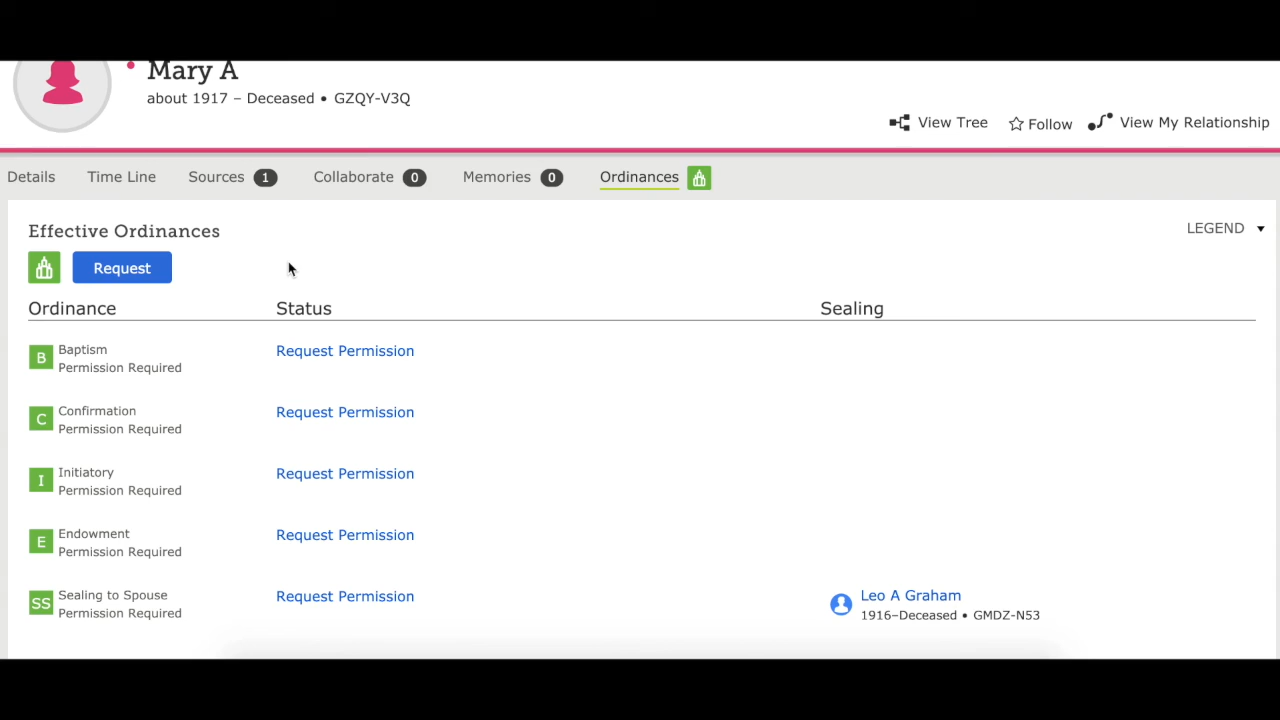 Mary A
about 1917 – Deceased • GZQY-V3Q
View Tree Follow View My Relationship
Details Time Line Sources 1 Collaborate 0 Memories 0 Ordinances
Effective Ordinances LEGEND
Request
Ordinance Status Sealing
B Baptism Request Permission
Permission Required
C Confirmation Request Permission
Permission Required
I Initiatory Request Permission
Permission Required
E Endowment Request Permission
Permission Required
SS Sealing to Spouse Request Permission Leo A Graham
Permission Required 1916–Deceased • GMDZ-N53